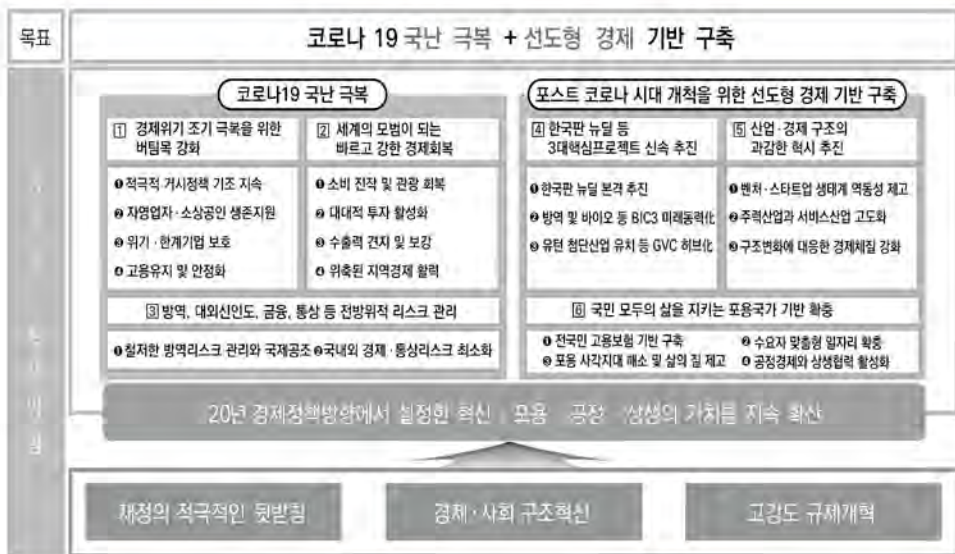 목표
코로나 19 국난 극복 + 선도형 경제 기반 구축
코로나19 국난 극복
포스트 코로나 시대 개척을 위한 선도형 경제 기반 구축
1 경제위기 조기 극복을 위한
버팀목 강화
2 세계의 모범이 되는
바르고 강한 경제회복
4 한국판 뉴딜 등
3대핵심프로젝트 신속 추진
5 산업·경제 구조의
과감한 혁시 추진
❶적극적 거시정책 기조 지속
❷자영업자·소상공인 생존지원
❸위기·한계기업 보호
❹고용유지 및 안정화
❶소비 진작 및 관광 회복
❷대대적 투자 활성화
❸수출력 견지 및 보강
❹위축된 지역경제 활력
❶한국판 뉴딜 본격 추진
❷방역 및 바이오 등 BIC3 미래동력化
❸유턴 첨단산업 유치 등 GVC 허브化
❶벤처·스타트업 생태계 역동성 제고
❷주력산업과 서비스산업 고도화
❸구조변화에 대응한 경제체질 강화
3 방역, 대외신인도, 금융, 통상 등 전방위적 리스크 관리
❶철저한 방역리스크 관리와 국제공조 ❷국내외 경제·통상리스크 최소화
6 국민 모두의 삶을 지키는 포용국가 기반 확충
❶ 전국민 고용보험 기반 구축 ❷ 수요자 맞춤형 일자리 확충
❸ 포용 사각지대 해소 및 삶의 질 제고 ❹ 공정경제와 상생협력 활성화
20년 경제정책방향에서 설정한 혁신 · 포용 · 공정 · 상생의 가치를 지속 확산
재정의 적극적인 뒷받침
경제·사회 구조혁신
고강도 규제개혁